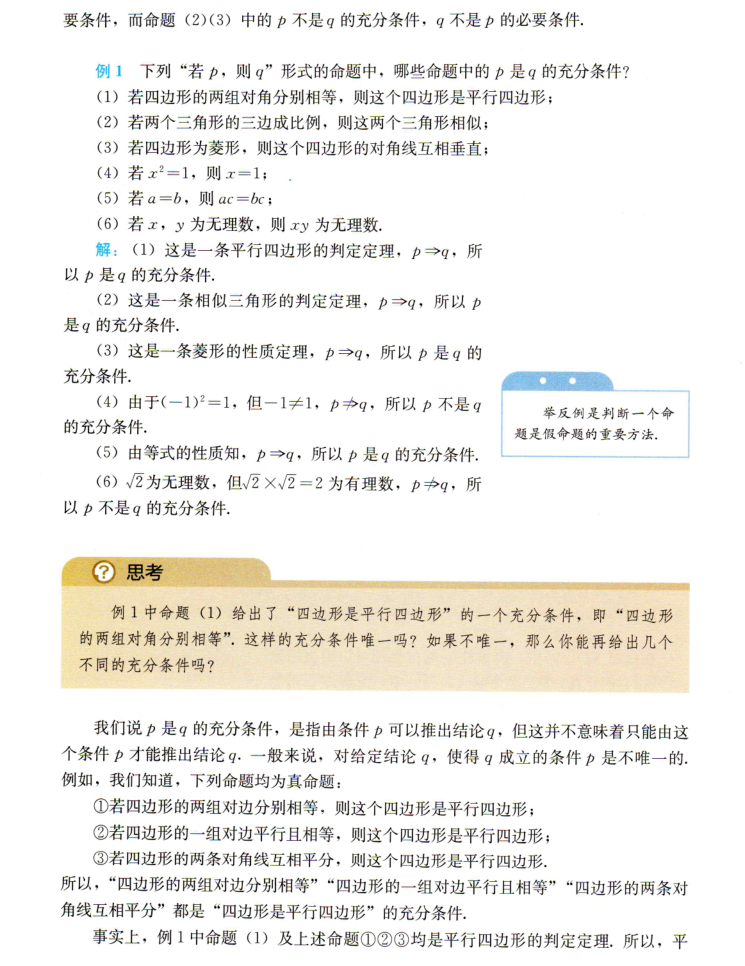 要条件，而命题（2）（3）中的 p 不是 q 的充分条件，q 不是 p 的必要条件.
例1 下列“若 p，则 q”形式的命题中，哪些命题中的 p 是 q 的充分条件？
（1）若四边形的两组对角分别相等，则这个四边形是平行四边形；
（2）若两个三角形的三边成比例，则这两个三角形相似；
（3）若四边形为菱形，则这个四边形的对角线互相垂直；
（4）若 x²=1，则 x=1；
（5）若 a=b，则 ac=bc；
（6）若 x，y 为无理数，则 xy 为无理数.
解：（1）这是一条平行四边形的判定定理，p⇒q，所
以 p 是 q 的充分条件.
（2）这是一条相似三角形的判定定理，p⇒q，所以 p
是 q 的充分条件.
（3）这是一条菱形的性质定理，p⇒q，所以 p 是 q 的
充分条件.
（4）由于(−1)²=1，但−1≠1，p⇏q，所以 p 不是 q
的充分条件.
（5）由等式的性质知，p⇒q，所以 p 是 q 的充分条件.
（6）√2为无理数，但√2×√2=2 为有理数，p⇏q，所
以 p 不是 q 的充分条件.
举反例是判断一个命
题是假命题的重要方法.
? 思考
例 1 中命题（1）给出了“四边形是平行四边形”的一个充分条件，即“四边形
的两组对角分别相等”. 这样的充分条件唯一吗？如果不唯一，那么你能再给出几个
不同的充分条件吗？
我们说 p 是 q 的充分条件，是指由条件 p 可以推出结论 q，但这并不意味着只能由这
个条件 p 才能推出结论 q. 一般来说，对给定结论 q，使得 q 成立的条件 p 是不唯一的.
例如，我们知道，下列命题均为真命题：
①若四边形的两组对边分别相等，则这个四边形是平行四边形；
②若四边形的一组对边平行且相等，则这个四边形是平行四边形；
③若四边形的两条对角线互相平分，则这个四边形是平行四边形.
所以，“四边形的两组对边分别相等”“四边形的一组对边平行且相等”“四边形的两条对
角线互相平分”都是“四边形是平行四边形”的充分条件.
事实上，例 1 中命题（1）及上述命题①②③均是平行四边形的判定定理. 所以，平